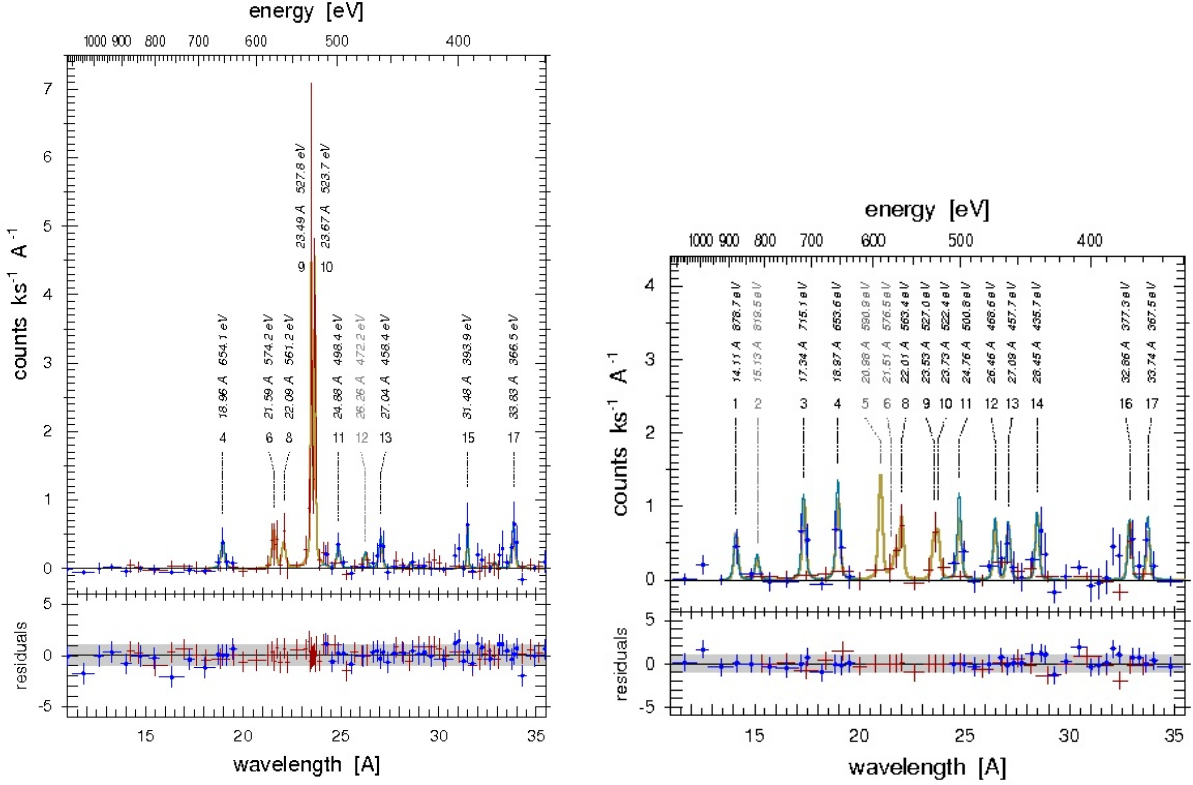 energy [eV]
1000 900 800 700 600 500 400
7
6
5
4
3
2
1
0
counts ks-1 A-1
18.96 A 654.1 eV
4
21.59 A 574.2 eV
6
22.09 A 561.2 eV
8
23.49 A 527.8 eV
9
23.67 A 523.7 eV
10
24.88 A 498.4 eV
11
26.26 A 472.2 eV
12
27.04 A 458.4 eV
13
31.48 A 393.9 eV
15
33.83 A 366.5 eV
17
5
0
-5
residuals
15 20 25 30 35
wavelength [A]
energy [eV]
1000 900 800 700 600 500 400
4
3
2
1
0
counts ks-1 A-1
14.11 A 878.7 eV
1
15.13 A 819.5 eV
2
17.34 A 715.1 eV
3
18.97 A 653.6 eV
4
20.98 A 590.9 eV
5
21.51 A 576.5 eV
6
22.01 A 563.4 eV
8
23.53 A 527.0 eV
9
23.73 A 522.4 eV
10
24.76 A 500.8 eV
11
26.46 A 468.6 eV
12
27.09 A 457.7 eV
13
28.45 A 435.7 eV
14
32.86 A 377.3 eV
16
33.74 A 367.5 eV
17
5
0
-5
residuals
15 20 25 30 35
wavelength [A]